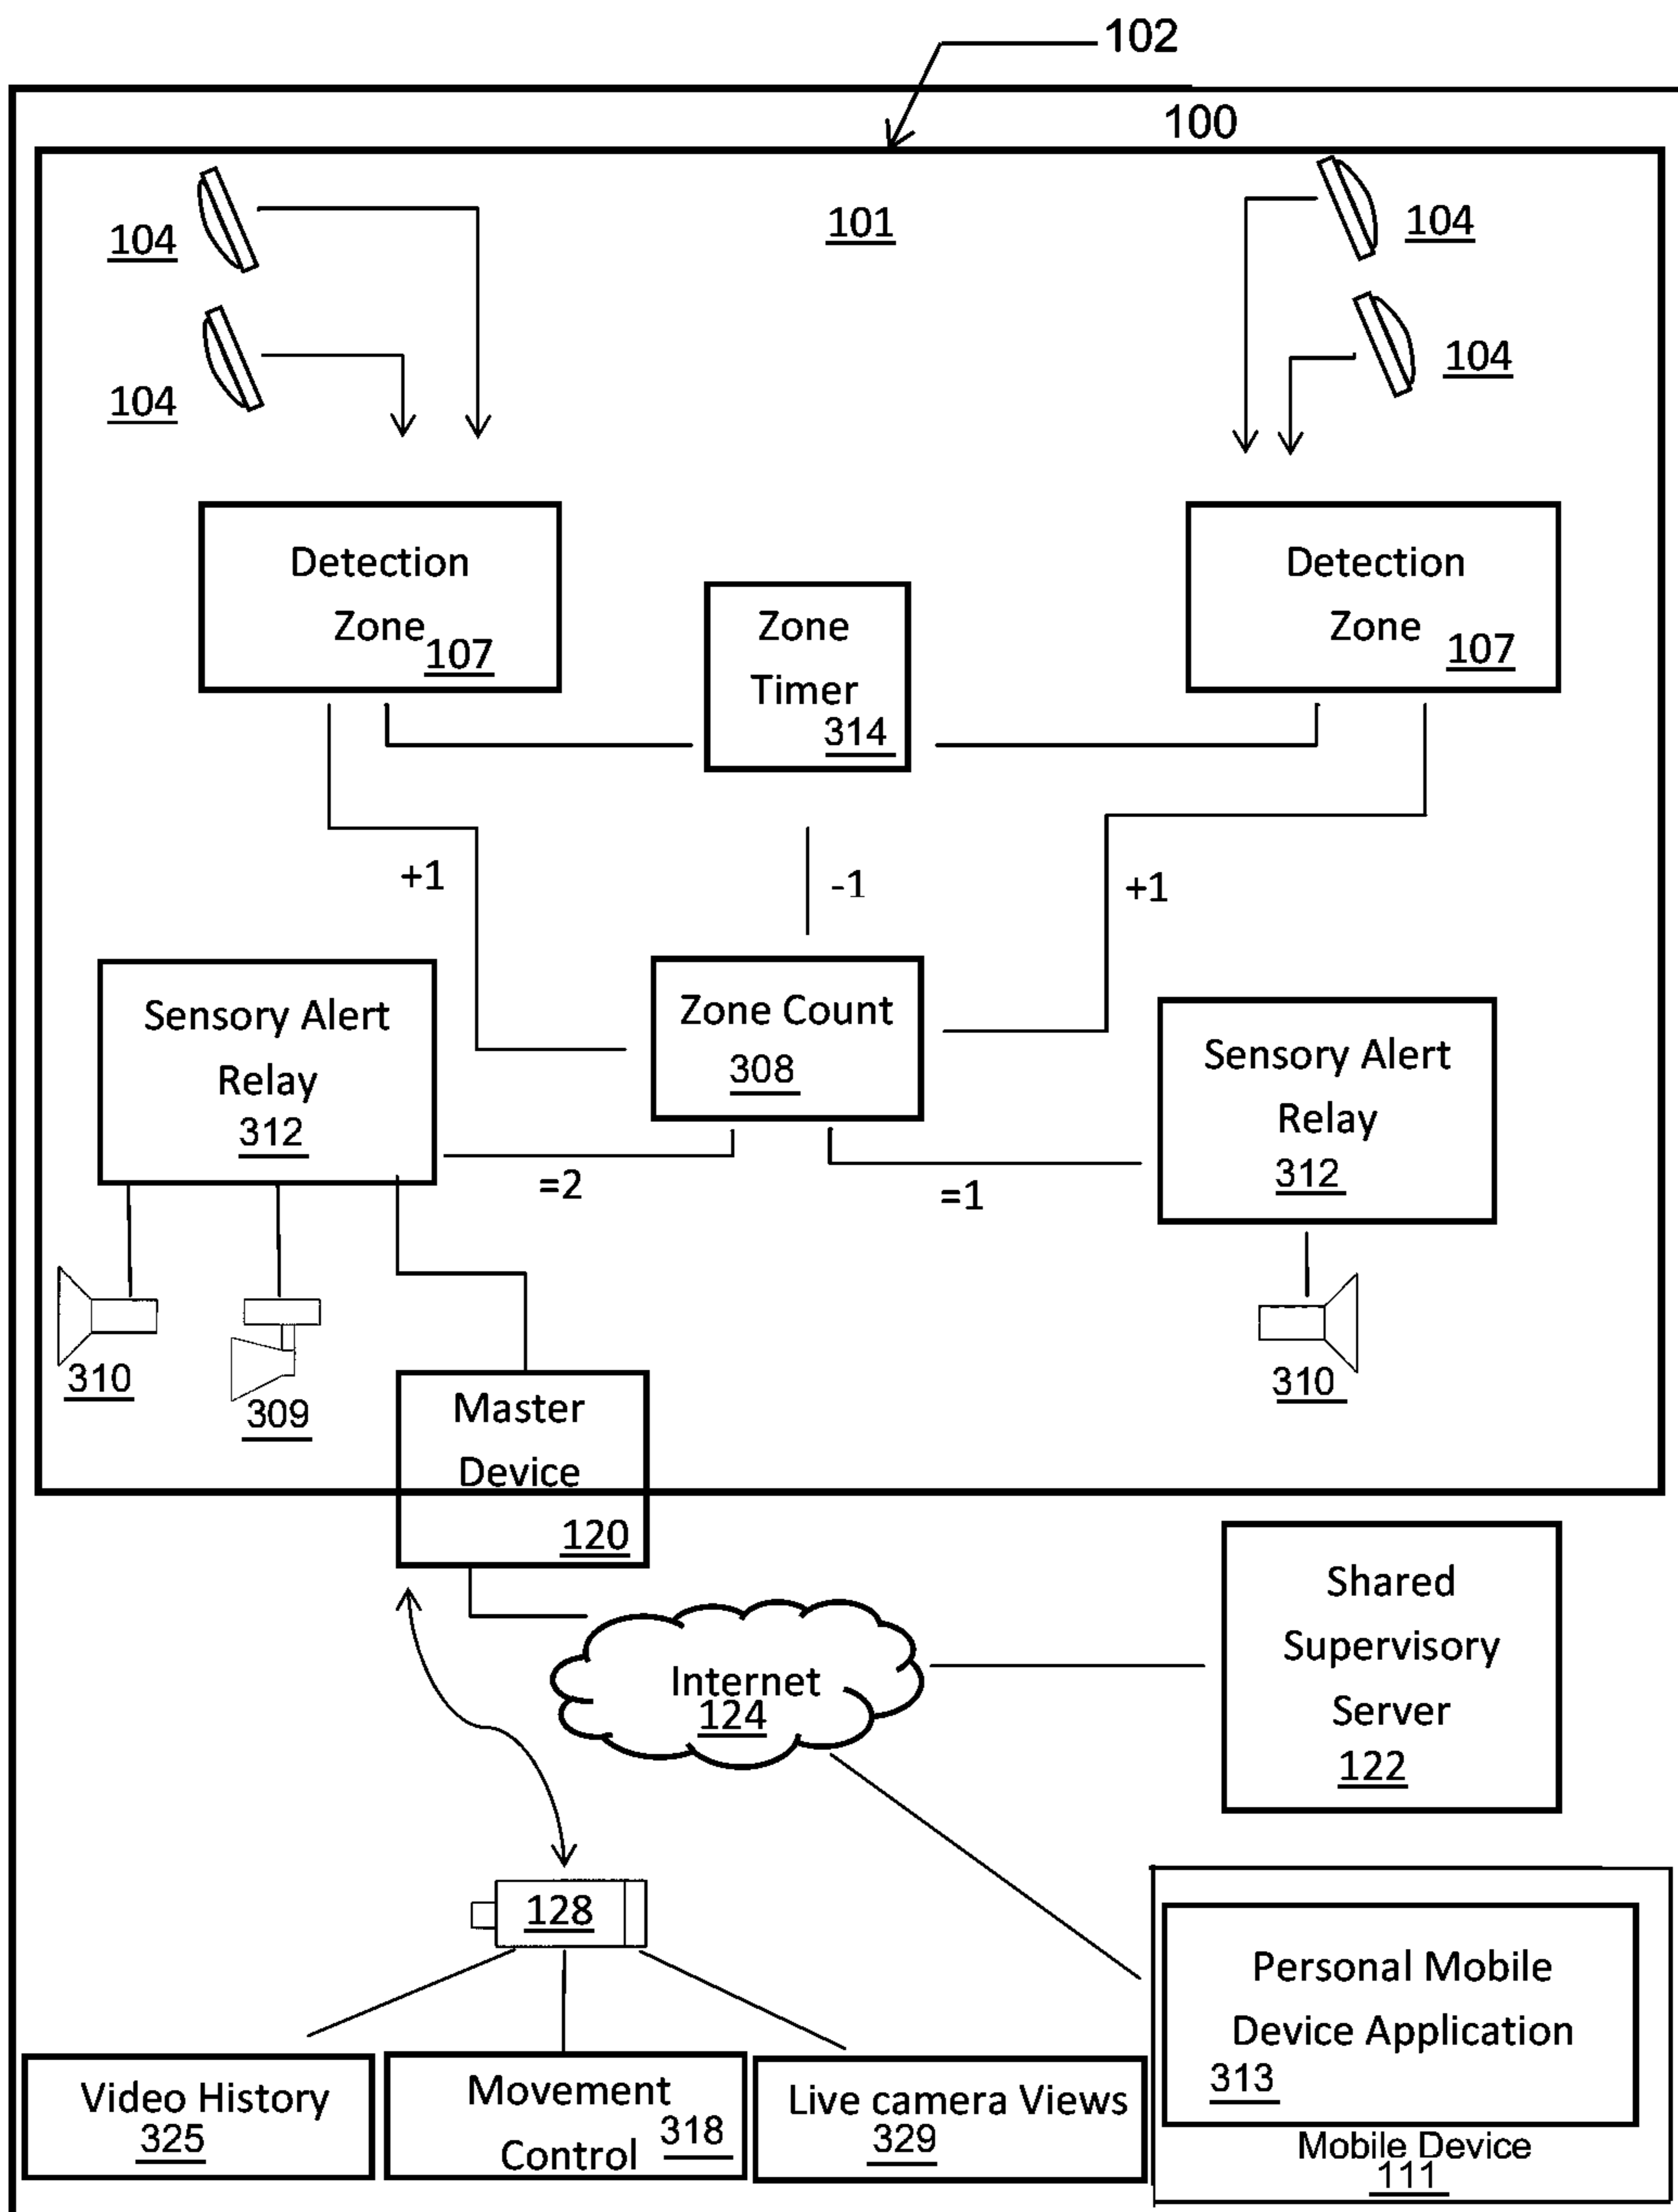 102
100
101
104
104
104
104
Detection
Zone
107
Zone
Timer
314
Detection
Zone
107
+1
-1
+1
Sensory Alert
Relay
312
Zone Count
308
Sensory Alert
Relay
312
=2
=1
310
309
310
Master
Device
120
Shared
Supervisory
Server
122
Internet
124
128
Personal Mobile
Device Application
313
Mobile Device
111
Video History
325
Movement
Control
318
Live camera Views
329